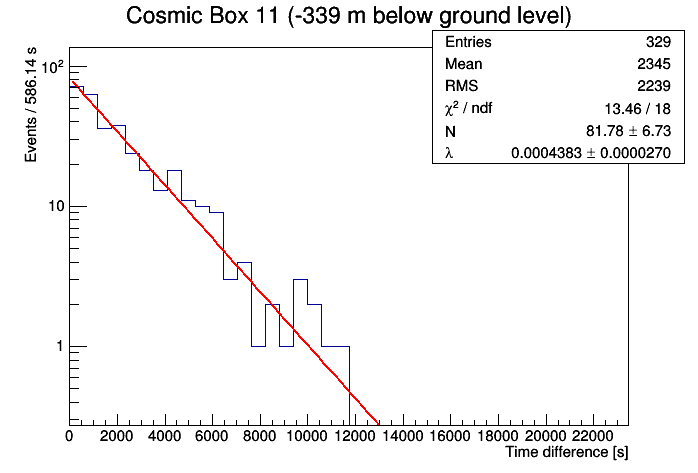 Cosmic Box 11 (-339 m below ground level)
Entries 329
Mean 2345
RMS 2239
χ² / ndf 13.46 / 18
N 81.78 ± 6.73
λ 0.0004383 ± 0.0000270
Events / 586.14 s
10²
10
1
0 2000 4000 6000 8000 10000 12000 14000 16000 18000 20000 22000
Time difference [s]